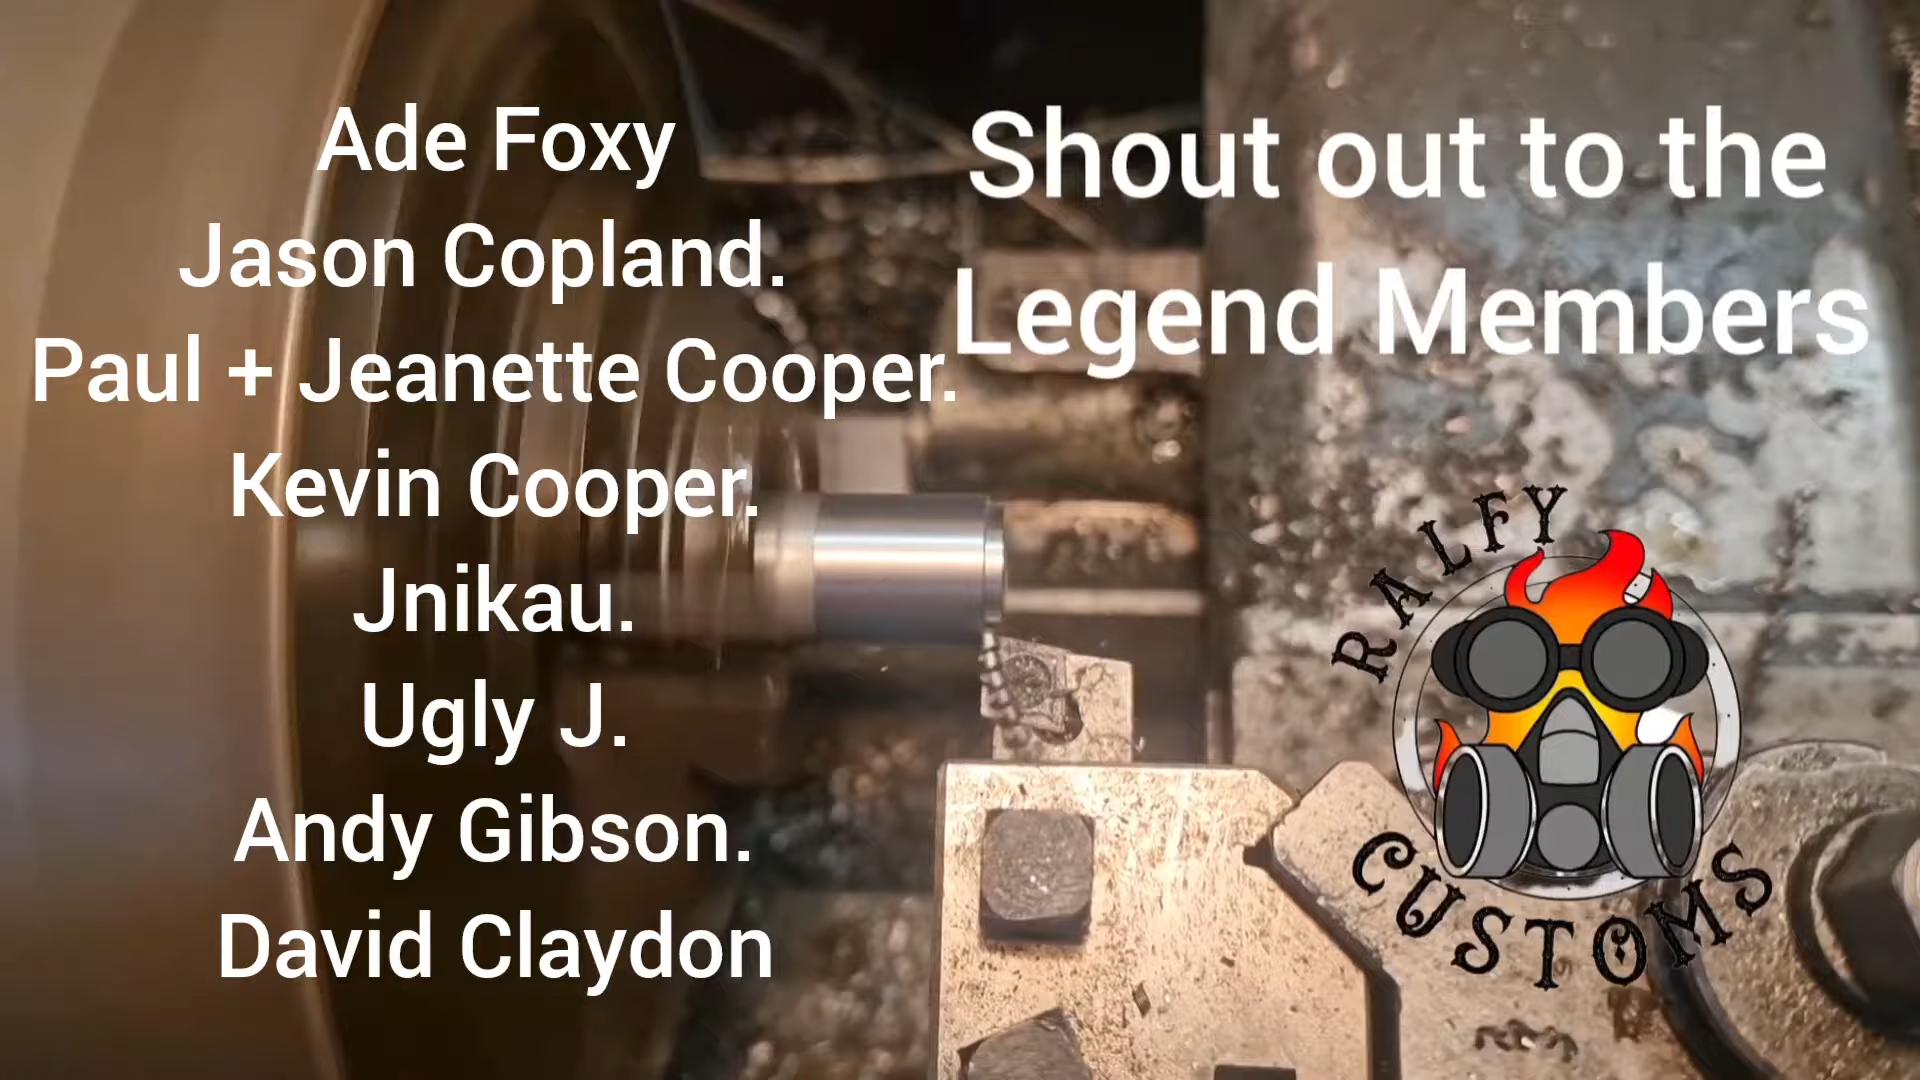 Ade Foxy
Jason Copland.
Paul + Jeanette Cooper.
Kevin Cooper.
Jnikau.
Ugly J.
Andy Gibson.
David Claydon
Shout out to the
Legend Members
RALFY
CUSTOMS